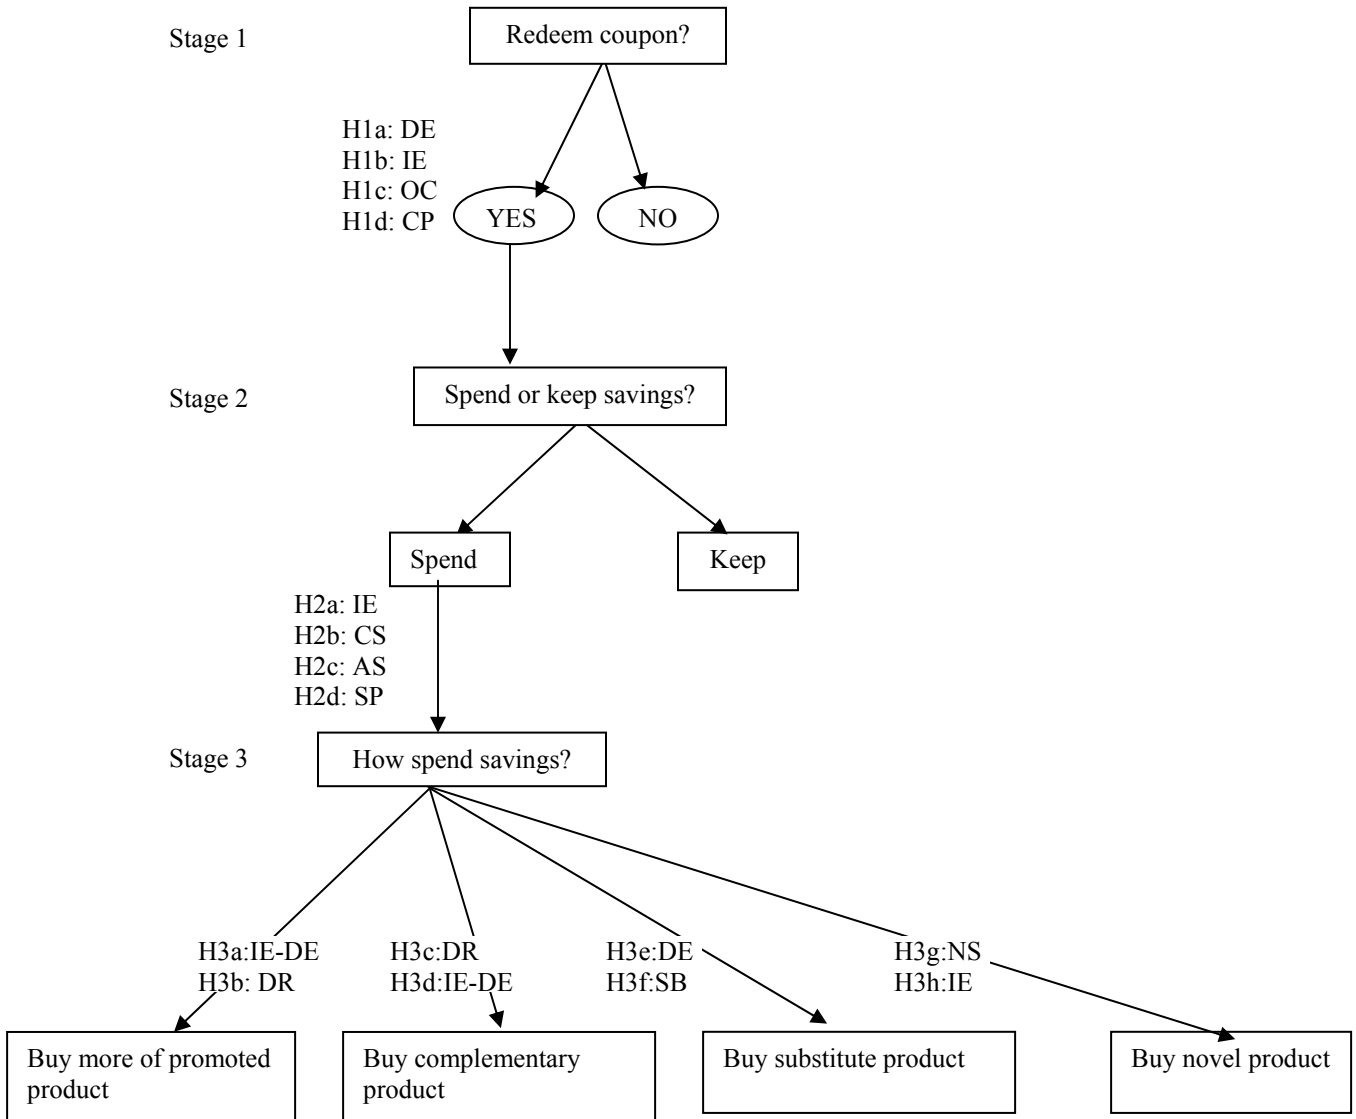 Stage 1
Redeem coupon?
H1a: DE
H1b: IE
H1c: OC
H1d: CP
YES
NO
Stage 2
Spend or keep savings?
Spend
Keep
H2a: IE
H2b: CS
H2c: AS
H2d: SP
Stage 3
How spend savings?
H3a:IE-DE
H3b: DR
H3c:DR
H3d:IE-DE
H3e:DE
H3f:SB
H3g:NS
H3h:IE
Buy more of promoted
product
Buy complementary
product
Buy substitute product
Buy novel product